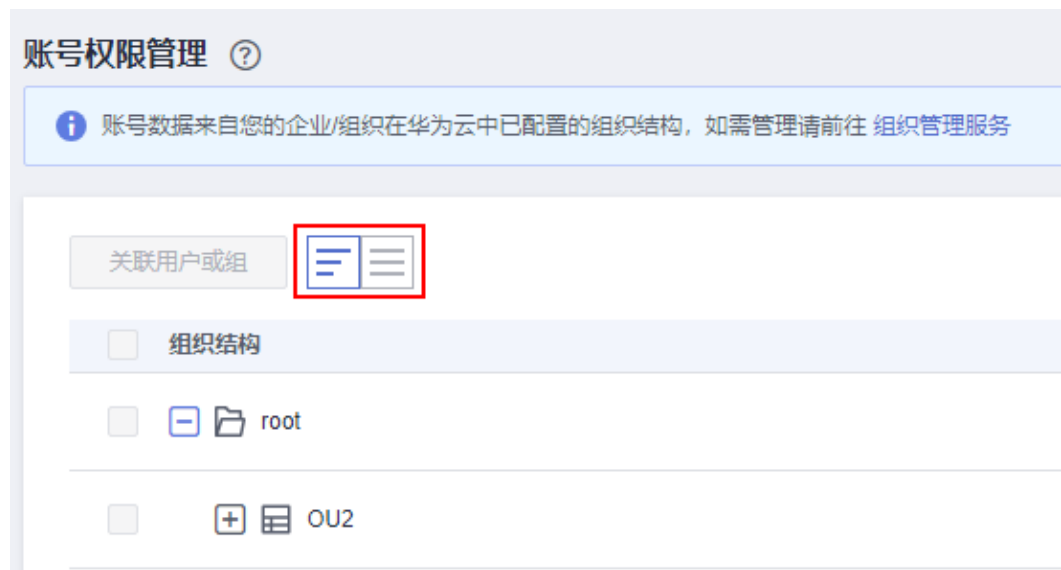 账号权限管理
账号数据来自您的企业/组织在华为云中已配置的组织结构，如需管理请前往 组织管理服务
关联用户或组
组织结构
root
OU2